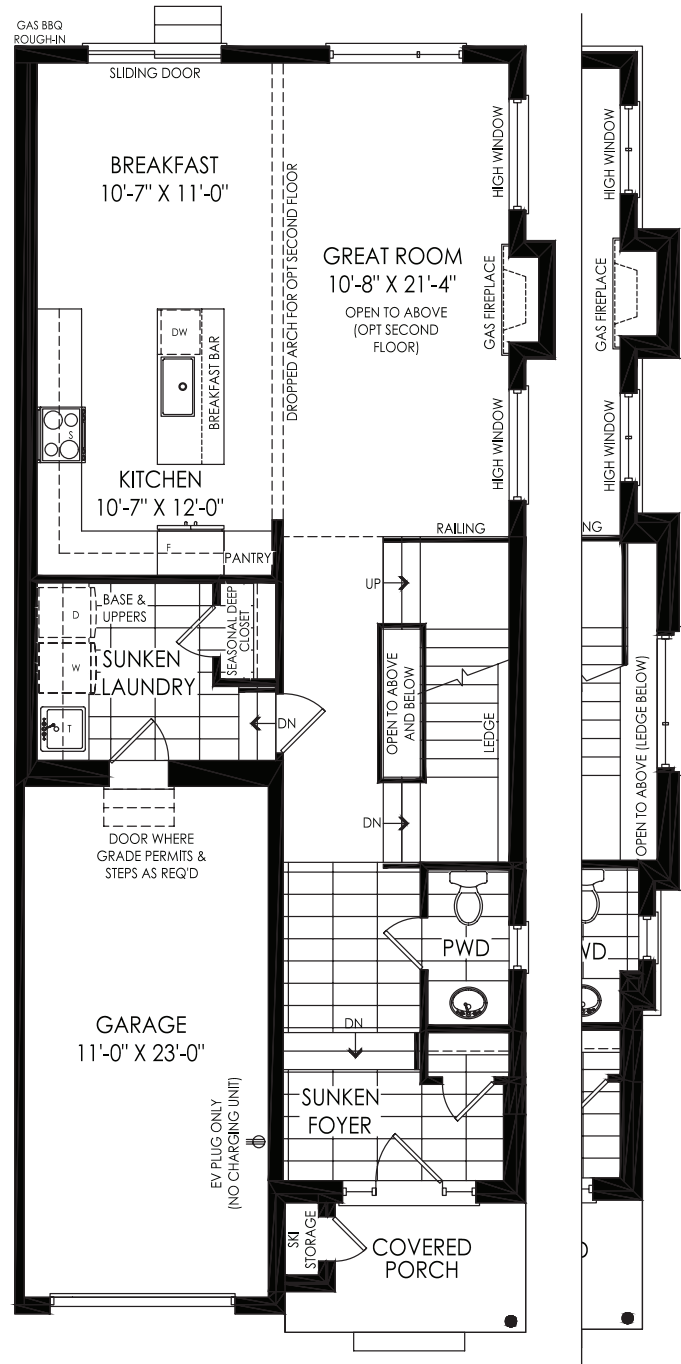 GAS BBQ
ROUGH-IN
SLIDING DOOR
BREAKFAST
10'-7" X 11'-0"
DROPPED ARCH FOR OPT SECOND FLOOR
GREAT ROOM
10'-8" X 21'-4"
OPEN TO ABOVE
(OPT SECOND
FLOOR)
HIGH WINDOW
GAS FIREPLACE
HIGH WINDOW
HIGH WINDOW
GAS FIREPLACE
HIGH WINDOW
DW
BREAKFAST BAR
S
KITCHEN
10'-7" X 12'-0"
F
PANTRY
RAILING
NG
UP
BASE &
UPPERS
D
W
T
SUNKEN
LAUNDRY
SEASONAL DEEP
CLOSET
DN
OPEN TO ABOVE
AND BELOW
LEDGE
OPEN TO ABOVE (LEDGE BELOW)
DN
DOOR WHERE
GRADE PERMITS &
STEPS AS REQ'D
PWD
WD
GARAGE
11'-0" X 23'-0"
DN
SUNKEN
FOYER
EV PLUG ONLY
(NO CHARGING UNIT)
SKI
STORAGE
COVERED
PORCH